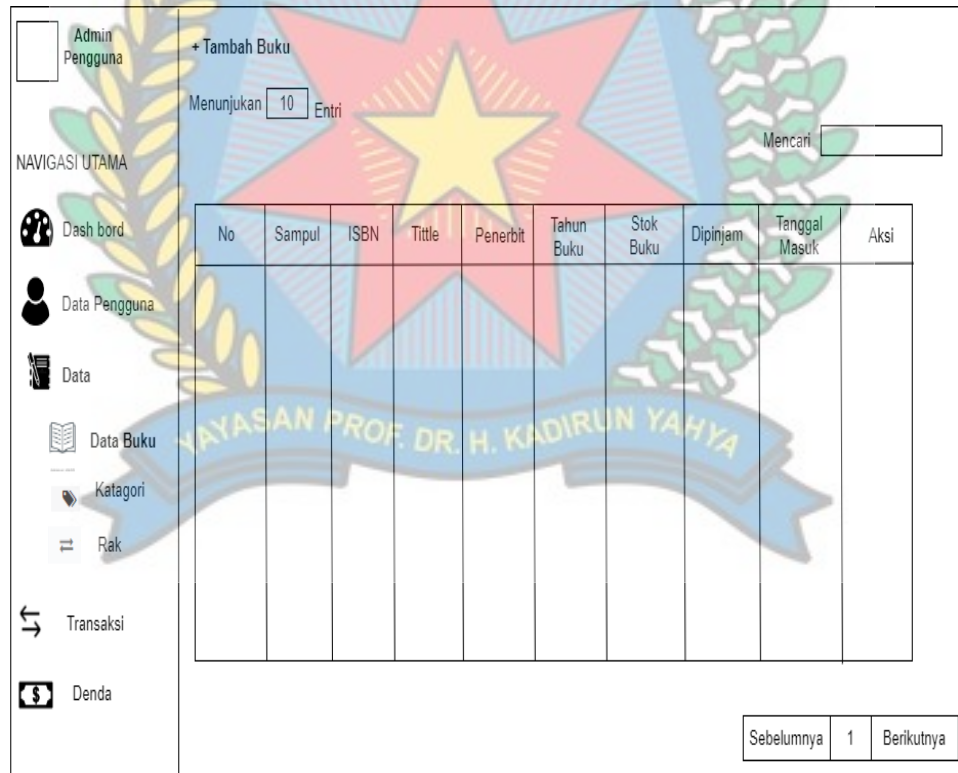 Admin
Pengguna
+ Tambah Buku
Menunjukan 10 Entri
Mencari
NAVIGASI UTAMA
Dash bord
Data Pengguna
Data
Data Buku
Katagori
Rak
Transaksi
Denda
No Sampul ISBN Tittle Penerbit Tahun Buku Stok Buku Dipinjam Tanggal Masuk Aksi
YAYASAN PROF. DR. H. KADIRUN YAHYA
Sebelumnya 1 Berikutnya